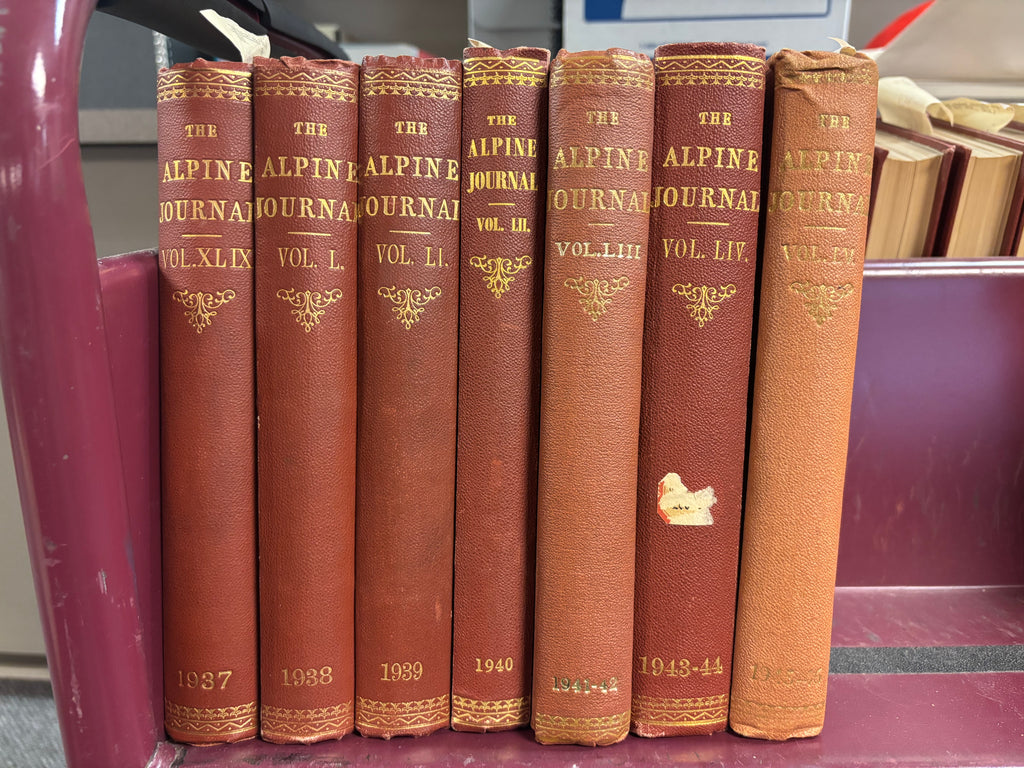 THE
ALPINE
JOURNAL
VOL.XLIX
1937
THE
ALPINE
JOURNAL
VOL. L.
1938
THE
ALPINE
JOURNAL
VOL. LI.
1939
THE
ALPINE
JOURNAL
VOL. LII.
1940
THE
ALPINE
JOURNAL
VOL.LIII
1941-42
THE
ALPINE
JOURNAL
VOL. LIV.
1943-44
THE
ALPINE
JOURNAL
VOL.